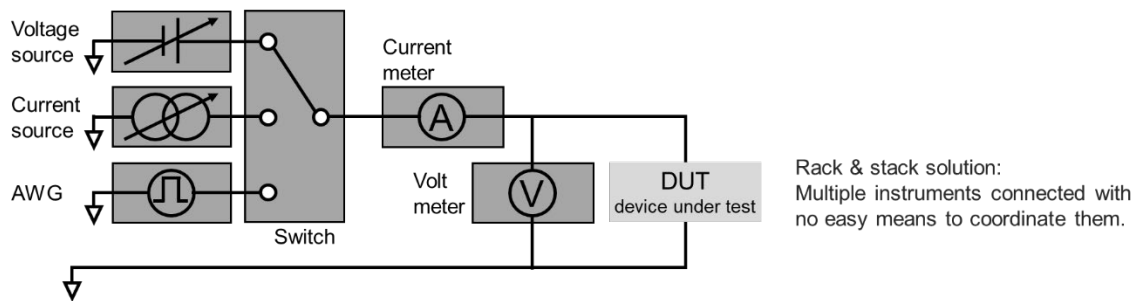 Voltage
source
Current
source
AWG
Switch
Current
meter
A
Volt
meter
V
DUT
device under test
Rack & stack solution:
Multiple instruments connected with
no easy means to coordinate them.